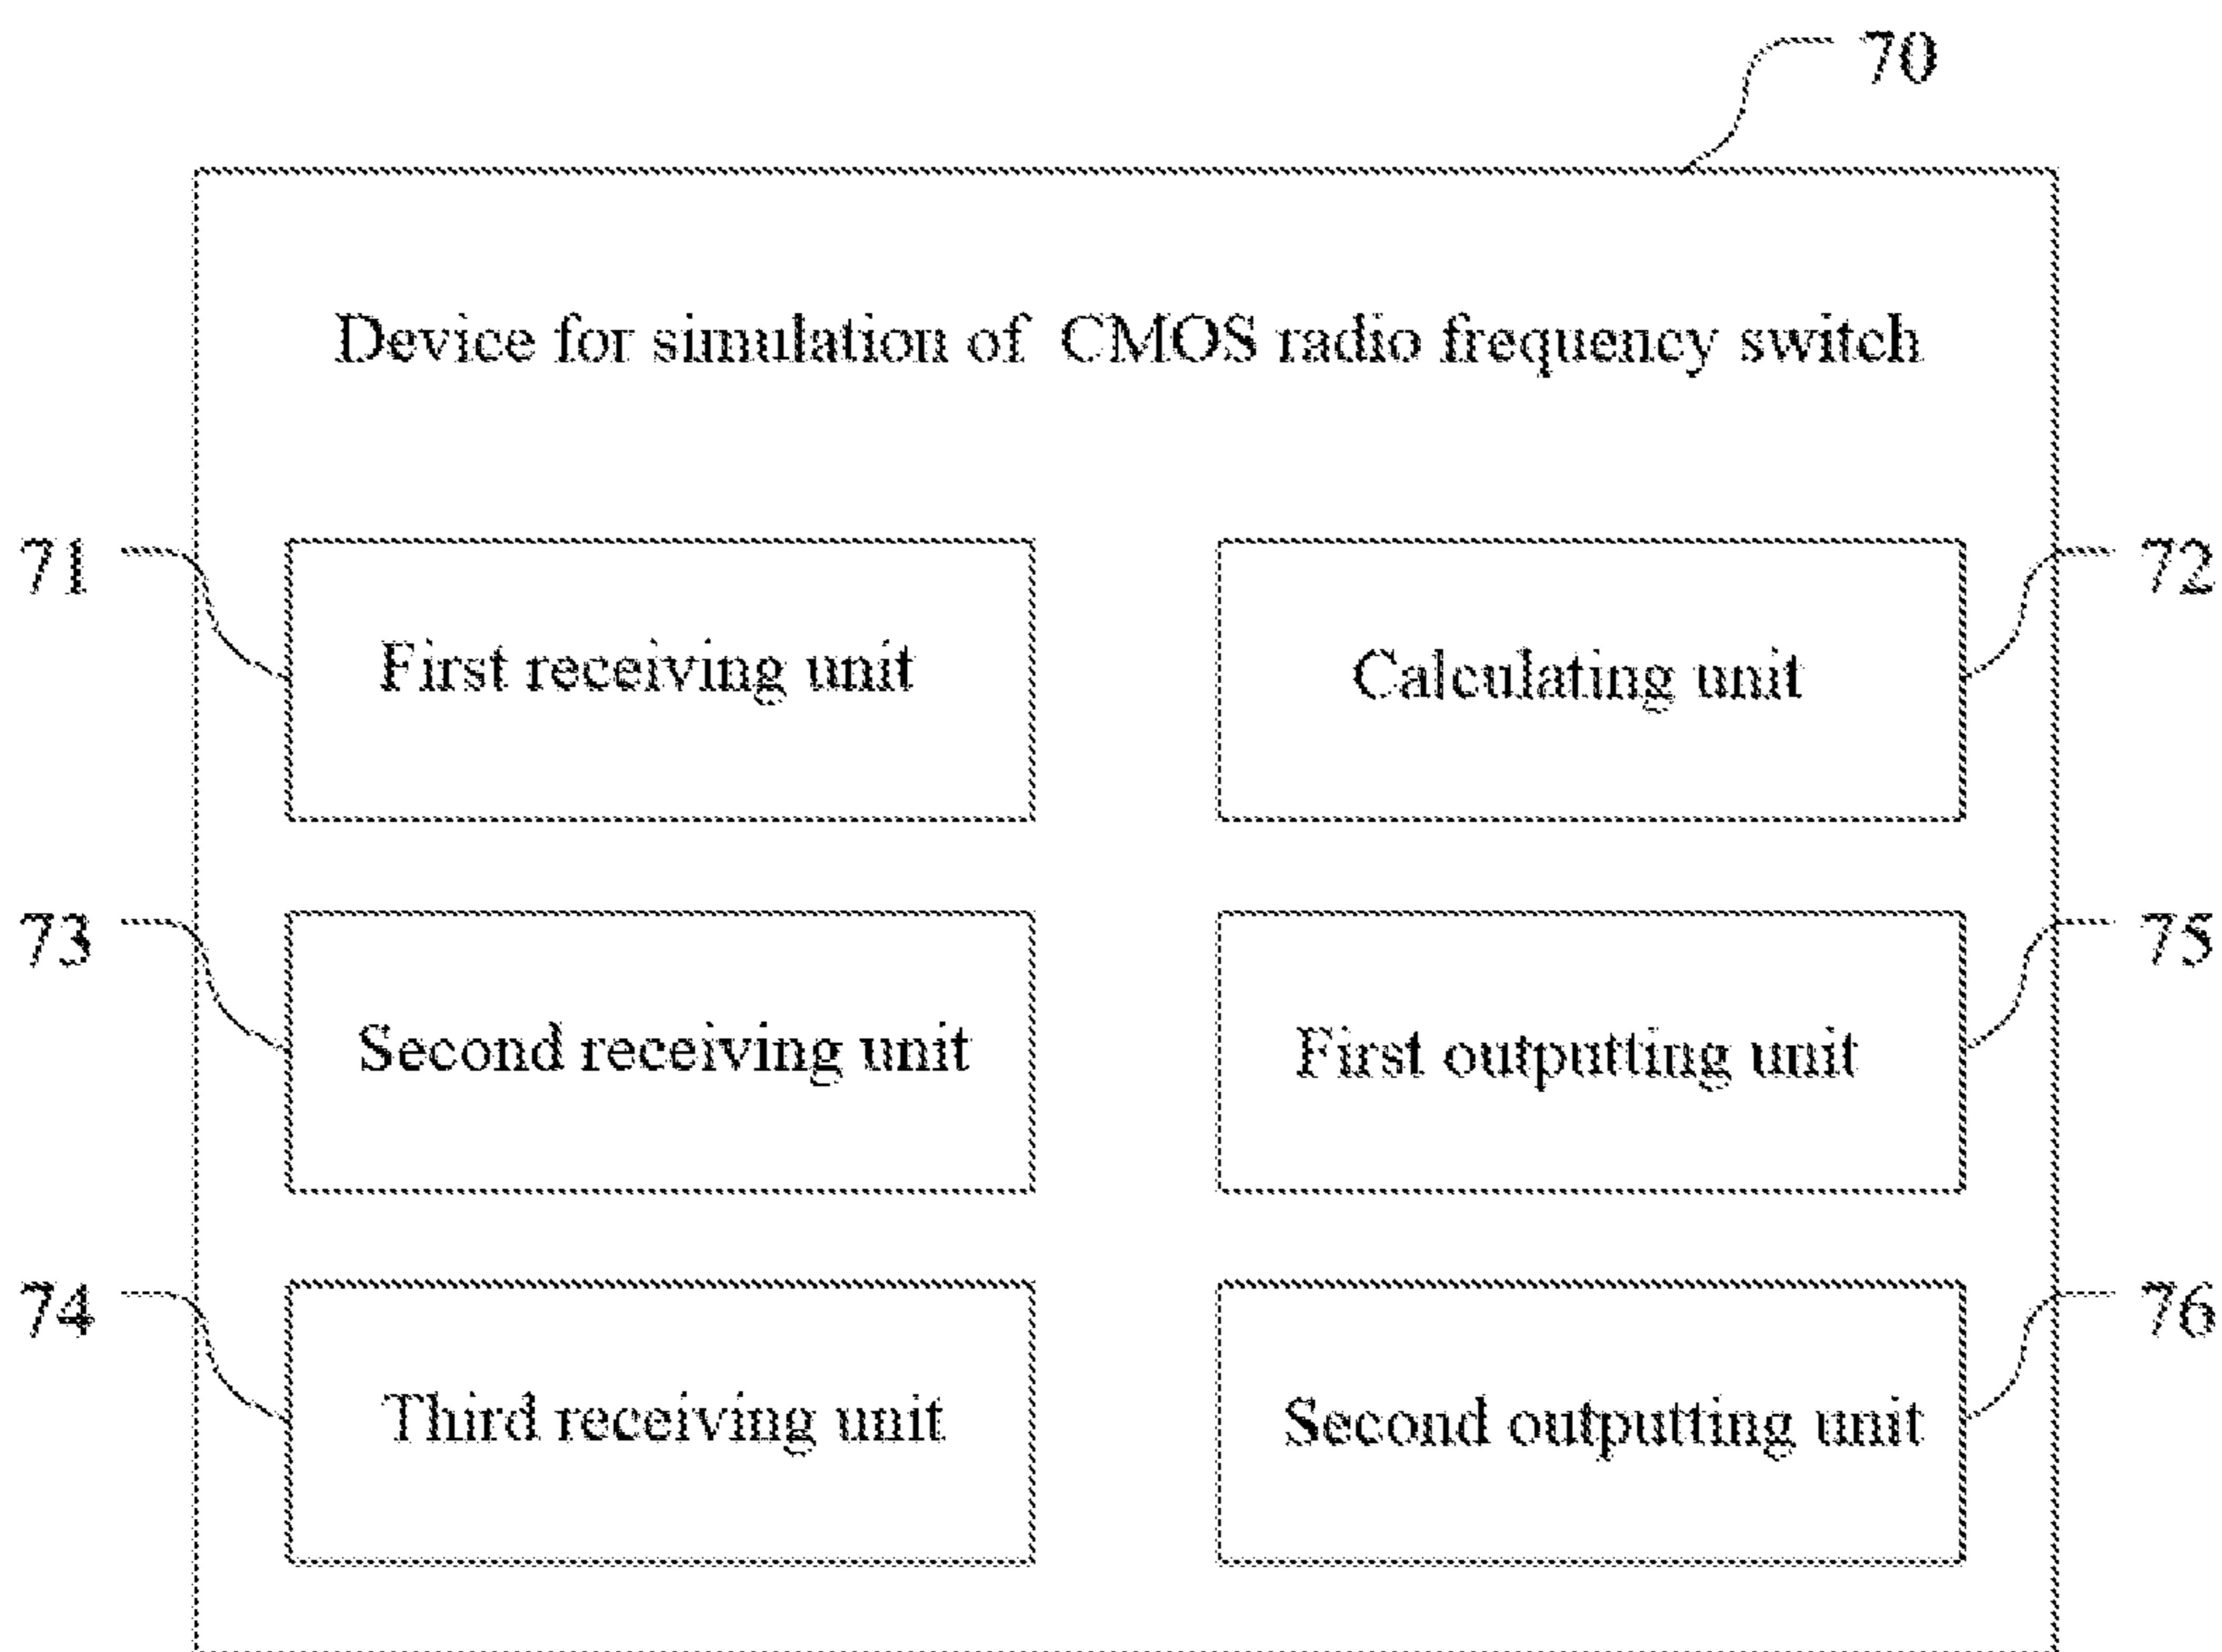 70
Device for simulation of CMOS radio frequency switch
71
First receiving unit
Calculating unit
72
73
Second receiving unit
First outputting unit
75
74
Third receiving unit
Second outputting unit
76